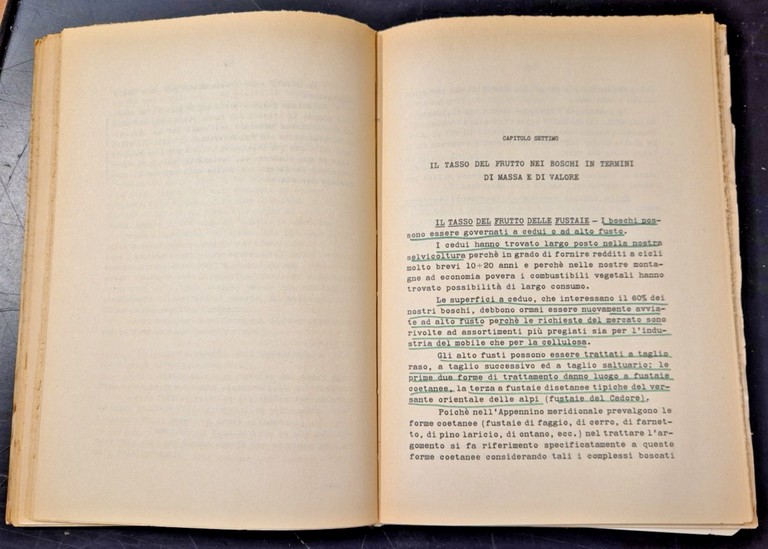 CAPITOLO SETTIMO
IL TASSO DEL FRUTTO NEI BOSCHI IN TERMINI
DI MASSA E DI VALORE
IL TASSO DEL FRUTTO DELLE FUSTAIE - I boschi pos-
sono essere governati a cedui o ad alto fusto.
I cedui hanno trovato largo posto nella nostra
selvicoltura perchè in grado di fornire redditi a cicli
molto brevi 10÷20 anni e perchè nelle nostre monta-
gne ad economia povera i combustibili vegetali hanno
trovato possibilità di largo consumo.
Le superfici a ceduo, che interessano il 60% dei
nostri boschi, debbono ormai essere nuovamente avvia-
te ad alto fusto perchè le richieste del mercato sono
rivolte ad assortimenti più pregiati sia per l'indu-
stria del mobile che per la cellulosa.
Gli alto fusti possono essere trattati a taglio
raso, a taglio successivo ed a taglio saltuario; le
prime due forme di trattamento danno luogo a fustaie
coetanee, la terza a fustaie disetanee tipiche del ver-
sante orientale delle alpi (fustaie del Cadore).
Poichè nell'Appennino meridionale prevalgono le
forme coetanee (fustaie di faggio, di cerro, di farnet-
to, di pino laricio, di ontano, ecc.) nel trattare l'ar-
gomento si fa riferimento specificatamente a queste
forme coetanee considerando tali i complessi boscati